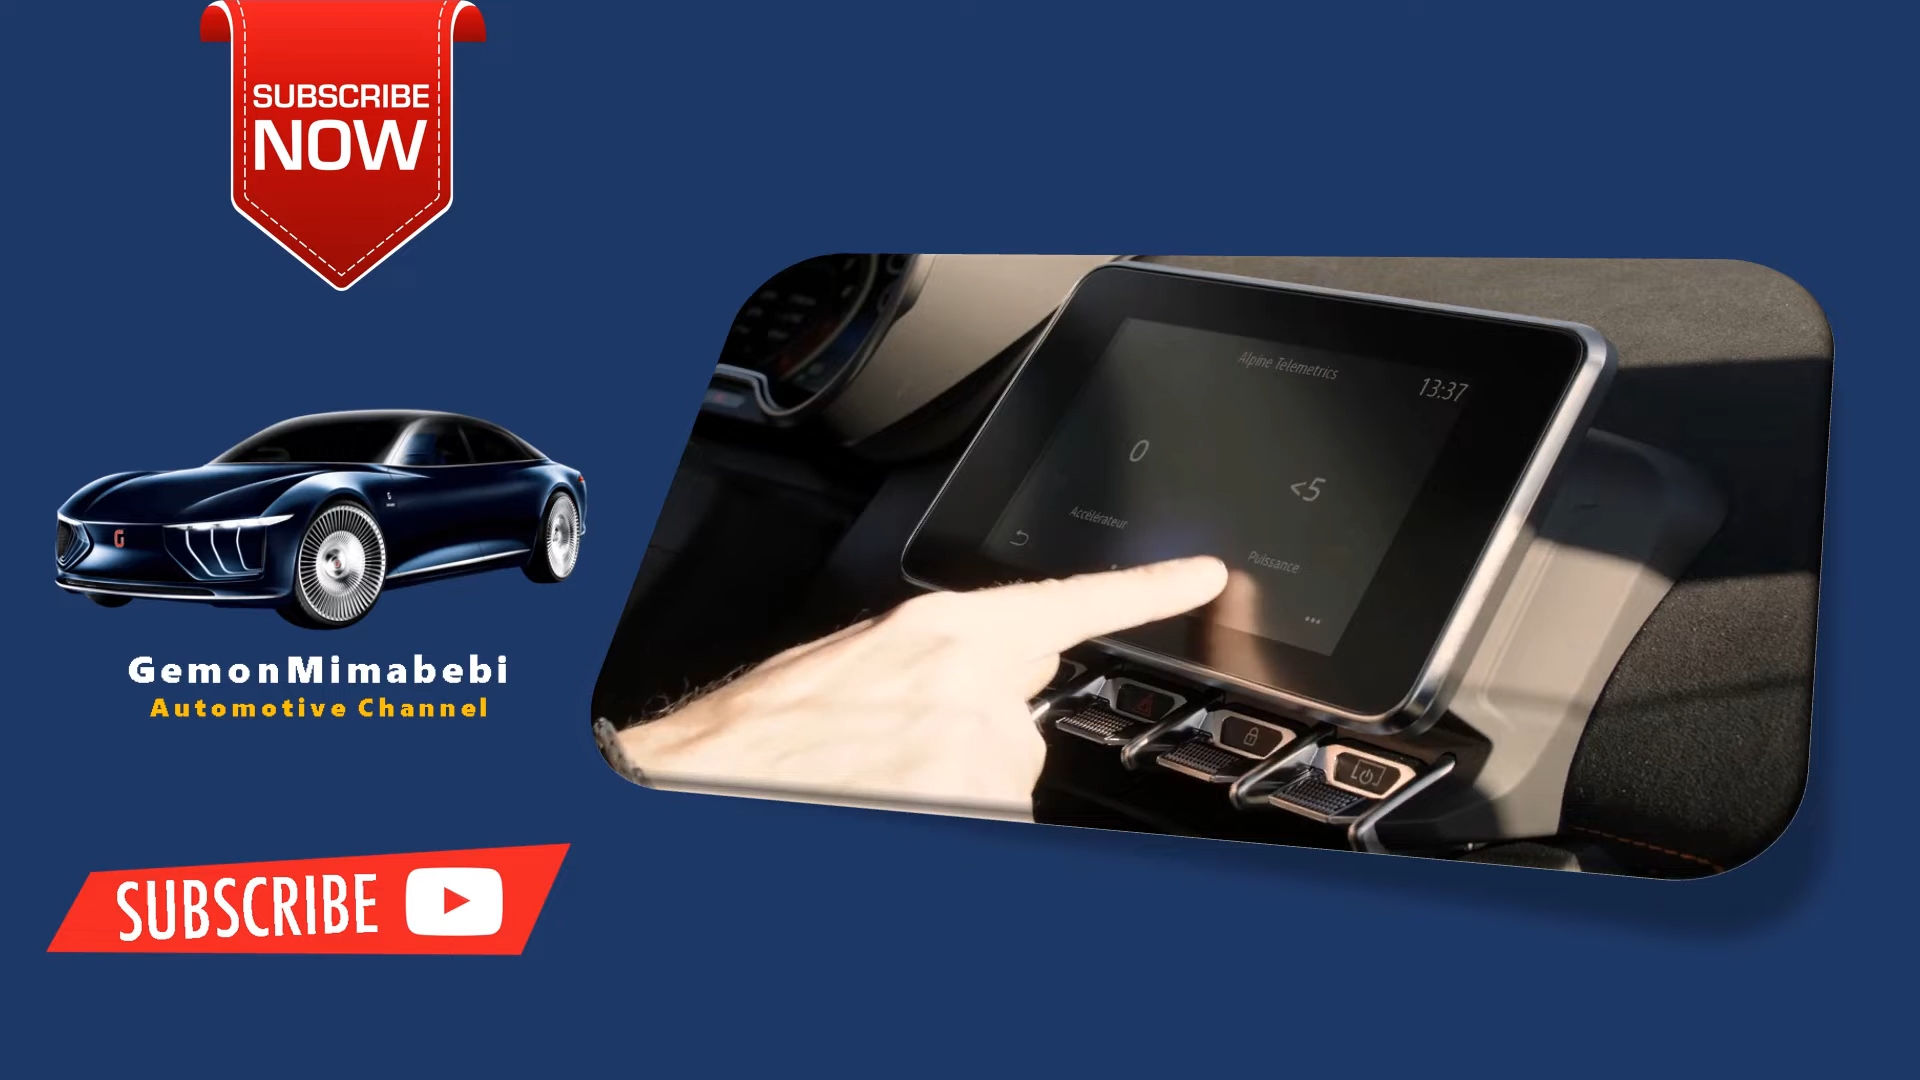 SUBSCRIBE
NOW
GemonMimabebi
Automotive Channel
SUBSCRIBE
G
Alpine Telemetrics
13:37
0
<5
Accélérateur
Puissance